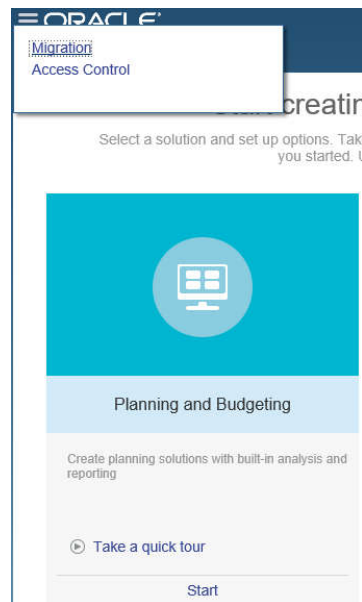 ORACLE
Migration
Access Control
creatin
Select a solution and set up options. Tak
you started. U
Planning and Budgeting
Create planning solutions with built-in analysis and
reporting
Take a quick tour
Start